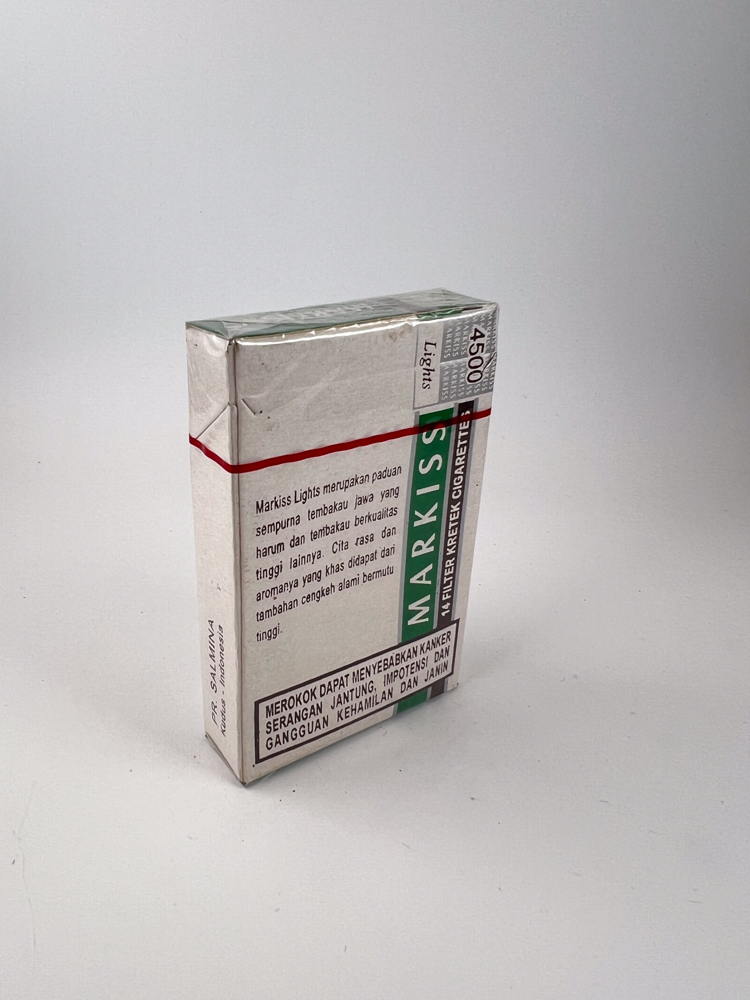 4500
Lights
MARKISS
14 FILTER KRETEK CIGARETTES
Markiss Lights merupakan paduan
sempurna tembakau jawa yang
harum dan tembakau berkualitas
tinggi lainnya. Cita rasa dan
aromanya yang khas didapat dari
tambahan cengkeh alami bermutu
tinggi.
MEROKOK DAPAT MENYEBABKAN KANKER
SERANGAN JANTUNG, IMPOTENSI DAN
GANGGUAN KEHAMILAN DAN JANIN
PR. SALMINA
Kudus - Indonesia